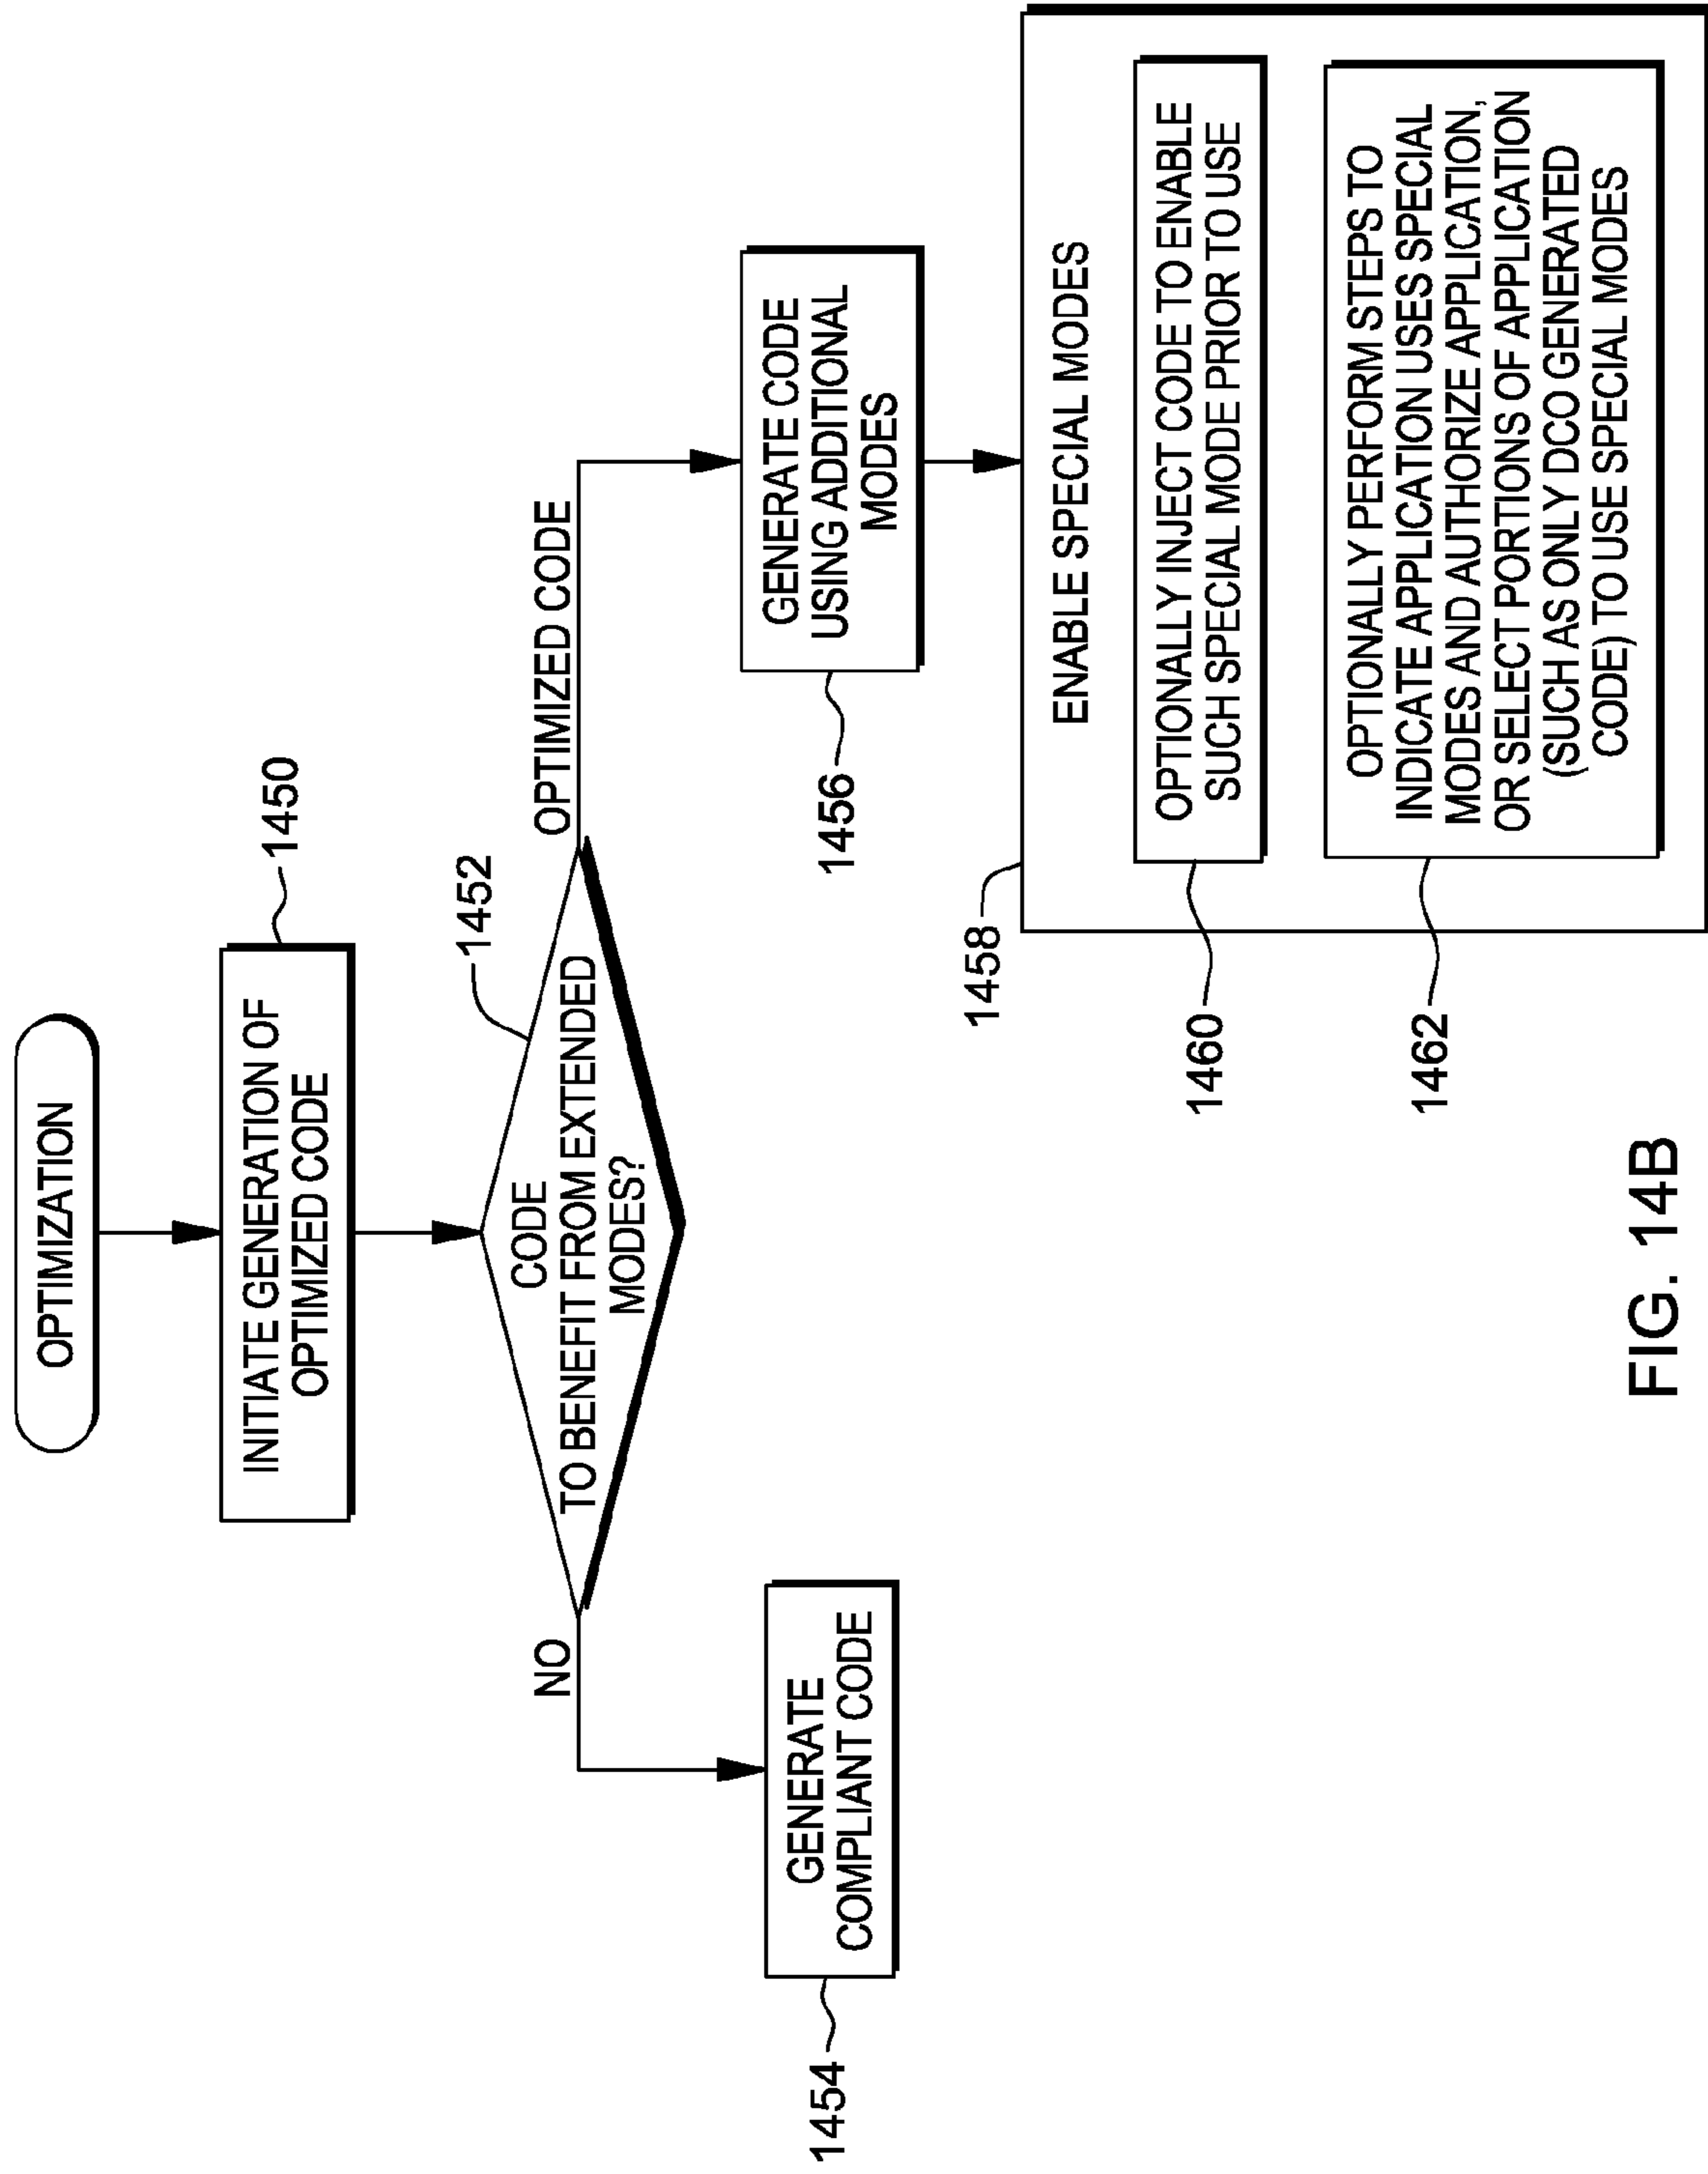 OPTIMIZATION
INITIATE GENERATION OF
OPTIMIZED CODE
1450
CODE
TO BENEFIT FROM EXTENDED
MODES?
1452
NO
OPTIMIZED CODE
GENERATE
COMPLIANT CODE
1454
GENERATE CODE
USING ADDITIONAL
MODES
1456
1458
ENABLE SPECIAL MODES
OPTIONALLY INJECT CODE TO ENABLE
SUCH SPECIAL MODE PRIOR TO USE
1460
OPTIONALLY PERFORM STEPS TO
INDICATE APPLICATION USES SPECIAL
MODES AND AUTHORIZE APPLICATION,
OR SELECT PORTIONS OF APPLICATION
(SUCH AS ONLY DCO GENERATED
CODE) TO USE SPECIAL MODES
1462
FIG. 14B